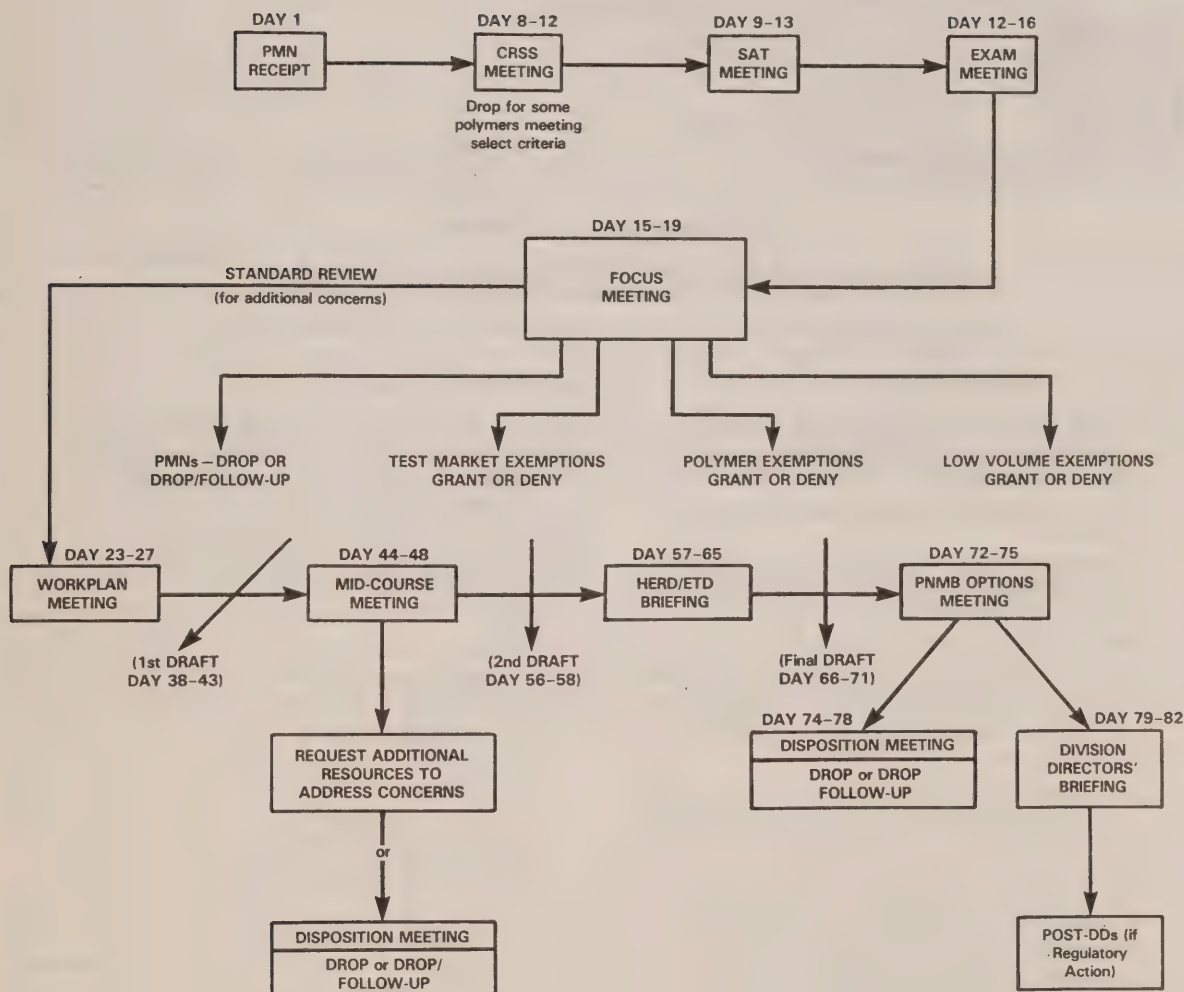 DAY 1
PMN
RECEIPT
DAY 8–12
CRSS
MEETING
Drop for some
polymers meeting
select criteria
DAY 9–13
SAT
MEETING
DAY 12–16
EXAM
MEETING
DAY 15–19
FOCUS
MEETING
STANDARD REVIEW
(for additional concerns)
PMNs — DROP OR
DROP/FOLLOW-UP
TEST MARKET EXEMPTIONS
GRANT OR DENY
POLYMER EXEMPTIONS
GRANT OR DENY
LOW VOLUME EXEMPTIONS
GRANT OR DENY
DAY 23–27
WORKPLAN
MEETING
(1st DRAFT
DAY 38–43)
DAY 44–48
MID-COURSE
MEETING
(2nd DRAFT
DAY 56–58)
DAY 57–65
HERD/ETD
BRIEFING
(Final DRAFT
DAY 66–71)
DAY 72–75
PNMB OPTIONS
MEETING
REQUEST ADDITIONAL
RESOURCES TO
ADDRESS CONCERNS
or
DISPOSITION MEETING
DROP or DROP/
FOLLOW-UP
DAY 74–78
DISPOSITION MEETING
DROP or DROP
FOLLOW-UP
DAY 79–82
DIVISION
DIRECTORS'
BRIEFING
POST-DDs (if
Regulatory
Action)